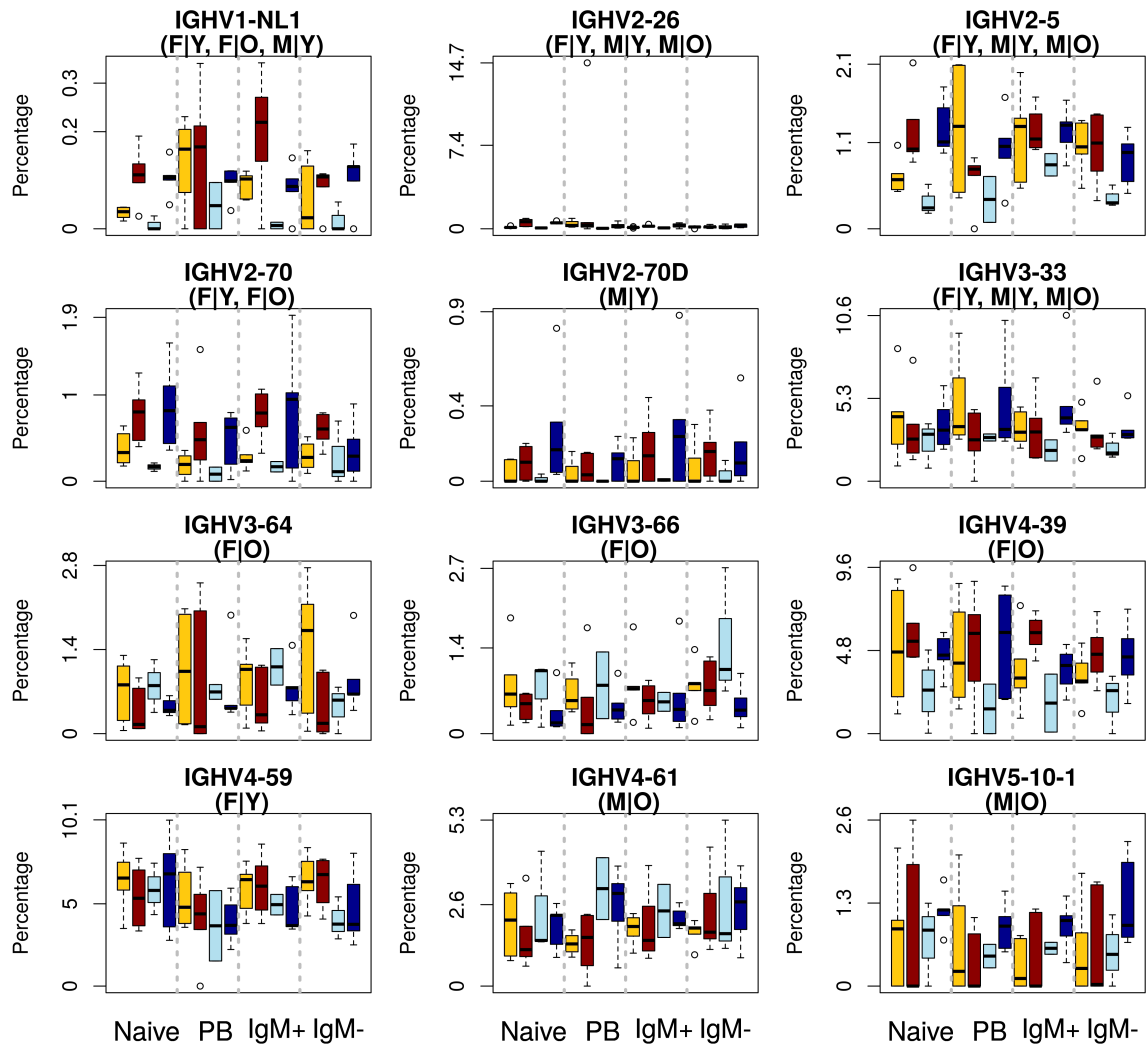 IGHV1-NL1
(F|Y, F|O, M|Y)
Percentage
0.3
0.2
0
IGHV2-26
(F|Y, M|Y, M|O)
Percentage
14.7
7.4
0
IGHV2-5
(F|Y, M|Y, M|O)
Percentage
2.1
1.1
0
IGHV2-70
(F|Y, F|O)
Percentage
1.9
1
0
IGHV2-70D
(M|Y)
Percentage
0.9
0.4
0
IGHV3-33
(F|Y, M|Y, M|O)
Percentage
10.6
5.3
0
IGHV3-64
(F|O)
Percentage
2.8
1.4
0
IGHV3-66
(F|O)
Percentage
2.7
1.4
0
IGHV4-39
(F|O)
Percentage
9.6
4.8
0
IGHV4-59
(F|Y)
Percentage
10.1
5
0
IGHV4-61
(M|O)
Percentage
5.3
2.6
0
IGHV5-10-1
(M|O)
Percentage
2.6
1.3
0
Naive PB IgM+ IgM-
Naive PB IgM+ IgM-
Naive PB IgM+ IgM-